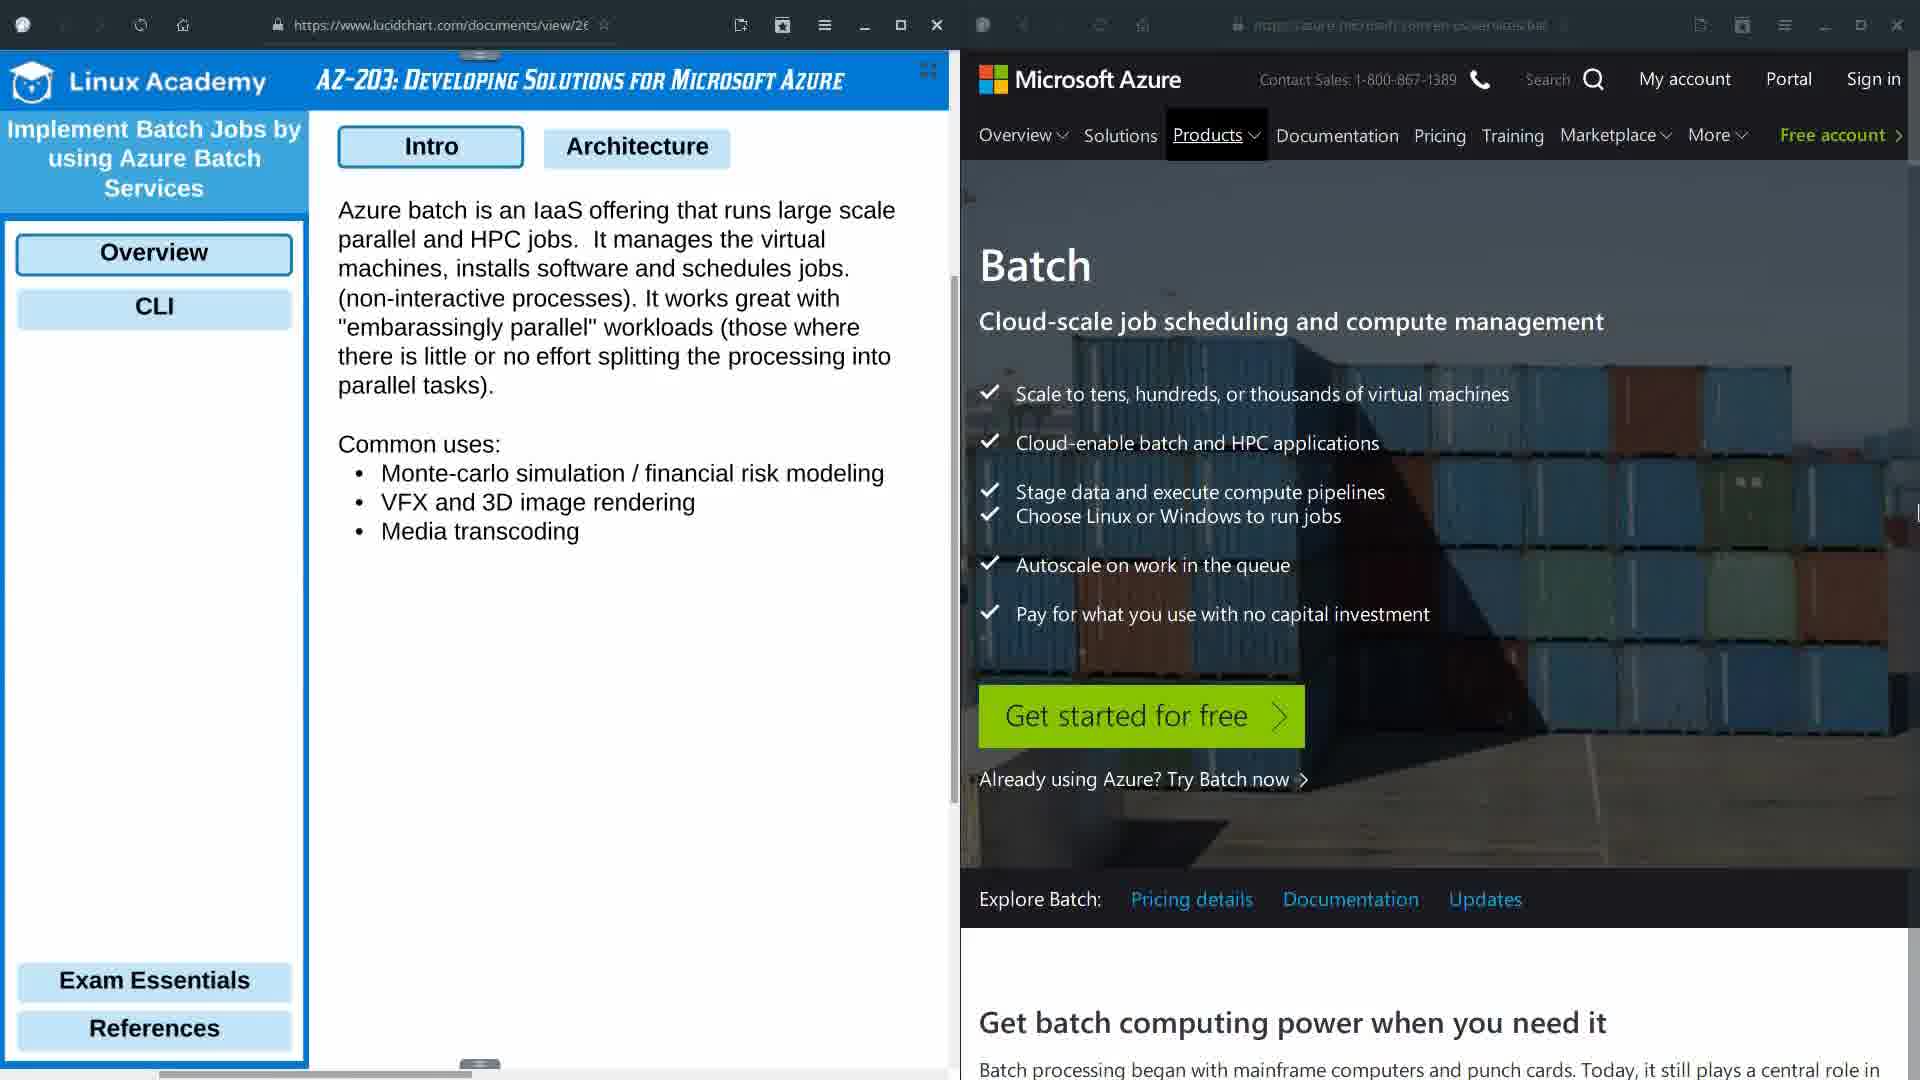 https://www.lucidchart.com/documents/view/26
Linux Academy
AZ-203: Developing Solutions for Microsoft Azure
Implement Batch Jobs by
using Azure Batch
Services
Overview
CLI
Exam Essentials
References
Intro
Architecture
Azure batch is an IaaS offering that runs large scale
parallel and HPC jobs.  It manages the virtual
machines, installs software and schedules jobs.
(non-interactive processes). It works great with
"embarassingly parallel" workloads (those where
there is little or no effort splitting the processing into
parallel tasks).
Common uses:
• Monte-carlo simulation / financial risk modeling
• VFX and 3D image rendering
• Media transcoding
https://azure.microsoft.com/en-us/services/bat
Microsoft Azure
Contact Sales: 1-800-867-1389
Search
My account
Portal
Sign in
Overview
Solutions
Products
Documentation
Pricing
Training
Marketplace
More
Free account
Batch
Cloud-scale job scheduling and compute management
Scale to tens, hundreds, or thousands of virtual machines
Cloud-enable batch and HPC applications
Stage data and execute compute pipelines
Choose Linux or Windows to run jobs
Autoscale on work in the queue
Pay for what you use with no capital investment
Get started for free
Already using Azure? Try Batch now
Explore Batch: Pricing details Documentation Updates
Get batch computing power when you need it
Batch processing began with mainframe computers and punch cards. Today, it still plays a central role in